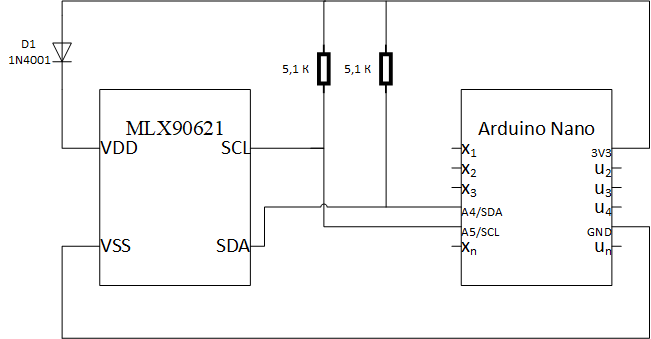 D1
1N4001
5,1 K
5,1 K
MLX90621
VDD
SCL
VSS
SDA
Arduino Nano
x1
x2
x3
A4/SDA
A5/SCL
xn
3V3
u2
u3
u4
GND
un